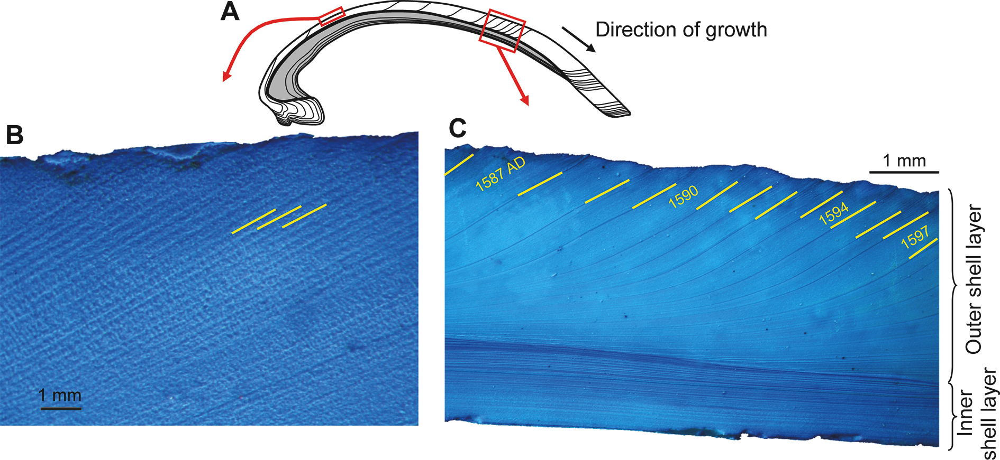 A
Direction of growth
B
1 mm
C
1 mm
1587 AD
1590
1594
1597
Outer shell layer
Inner
shell layer